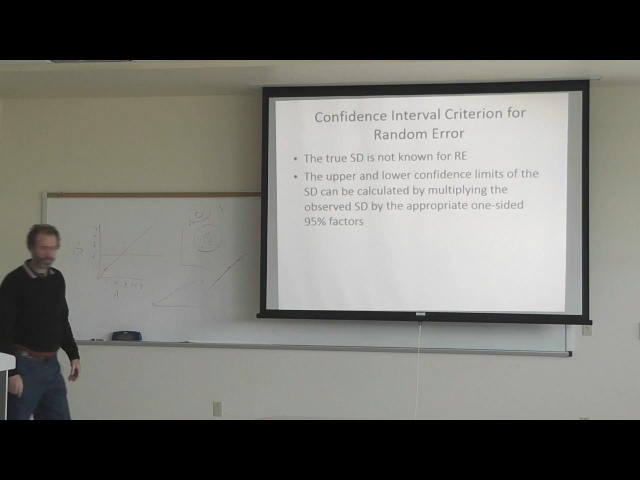 Confidence Interval Criterion for
Random Error
• The true SD is not known for RE
• The upper and lower confidence limits of the
SD can be calculated by multiplying the
observed SD by the appropriate one-sided
95% factors